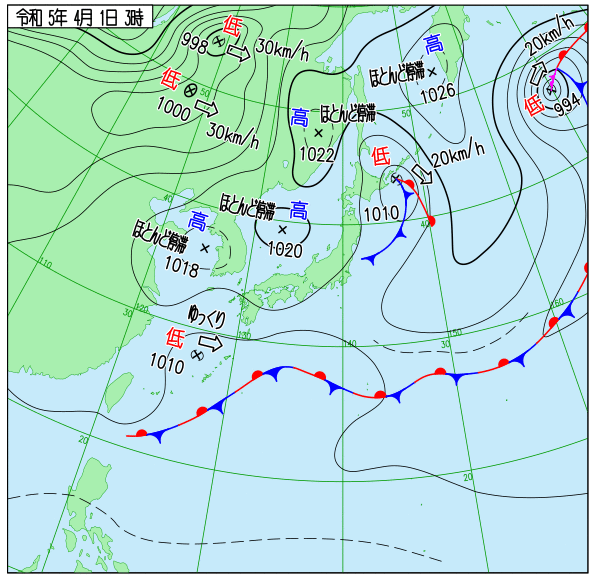 令和 5年 4月 1日 3時
低
998
30km/h
高
ほとんど停滞
1026
20km/h
低
994
低
1000
30km/h
50
高
ほとんど停滞
1022
50
低
20km/h
1010
40
40
高
ほとんど停滞
1018
ほとんど停滞
高
1020
110
120
30
ゆっくり
低
1010
130
140
150
30
160
20
20